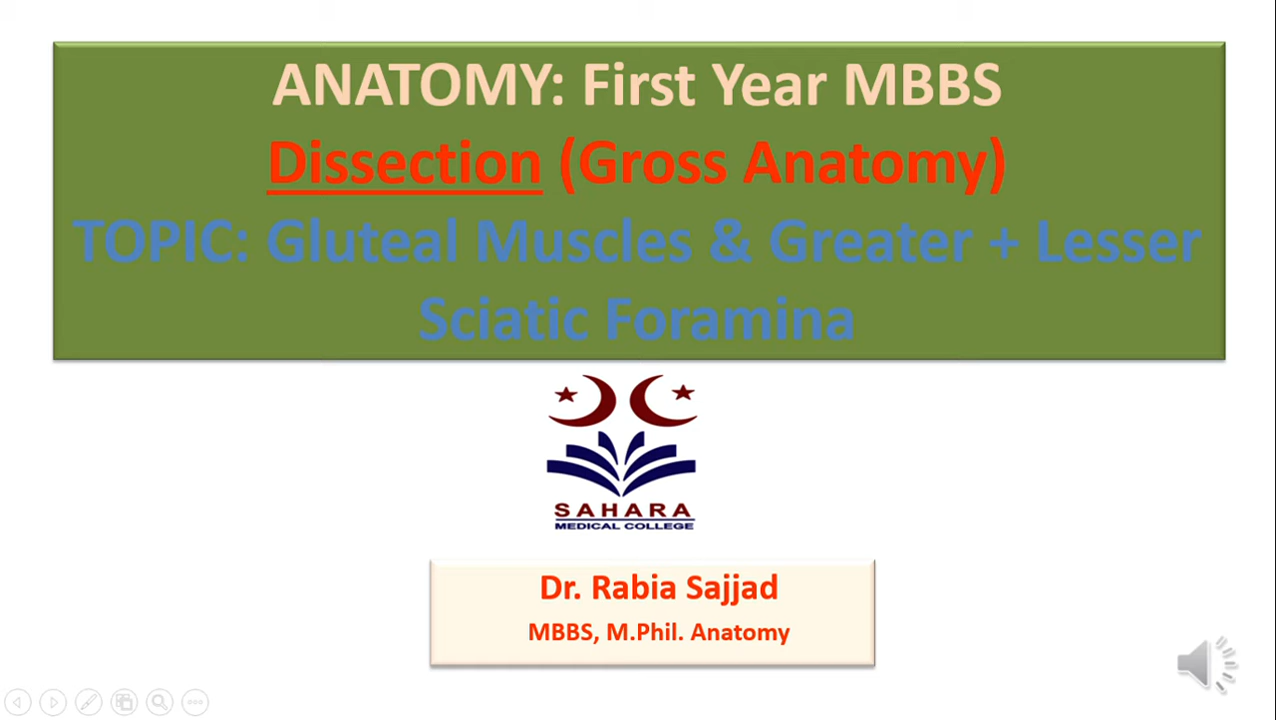 ANATOMY: First Year MBBS
Dissection (Gross Anatomy)
TOPIC: Gluteal Muscles & Greater + Lesser
Sciatic Foramina
SAHARA
MEDICAL COLLEGE
Dr. Rabia Sajjad
MBBS, M.Phil. Anatomy